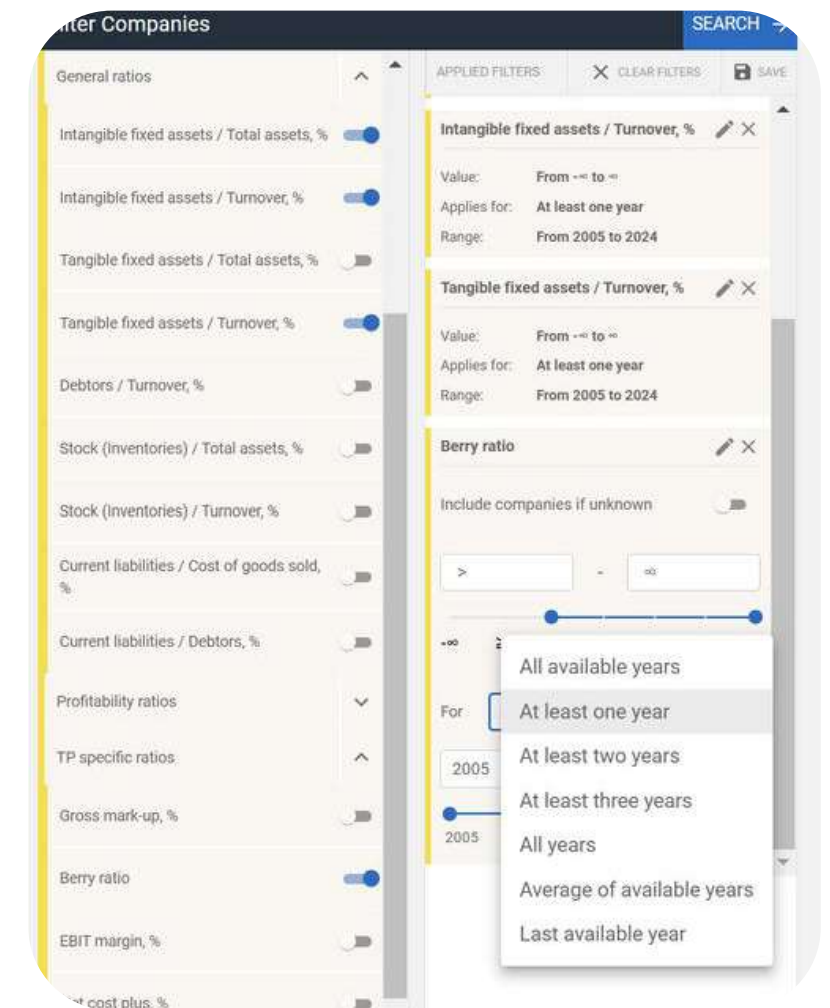 Filter Companies
SEARCH →
General ratios
Intangible fixed assets / Total assets, %
Intangible fixed assets / Turnover, %
Tangible fixed assets / Total assets, %
Tangible fixed assets / Turnover, %
Debtors / Turnover, %
Stock (Inventories) / Total assets, %
Stock (Inventories) / Turnover, %
Current liabilities / Cost of goods sold,
%
Current liabilities / Debtors, %
Profitability ratios
TP specific ratios
Gross mark-up, %
Berry ratio
EBIT margin, %
cost plus, %
APPLIED FILTERS
CLEAR FILTERS
SAVE
Intangible fixed assets / Turnover, %
Value: From -∞ to ∞
Applies for: At least one year
Range: From 2005 to 2024
Tangible fixed assets / Turnover, %
Value: From -∞ to ∞
Applies for: At least one year
Range: From 2005 to 2024
Berry ratio
Include companies if unknown
> - ∞
-∞
For
2005
2005
All available years
At least one year
At least two years
At least three years
All years
Average of available years
Last available year